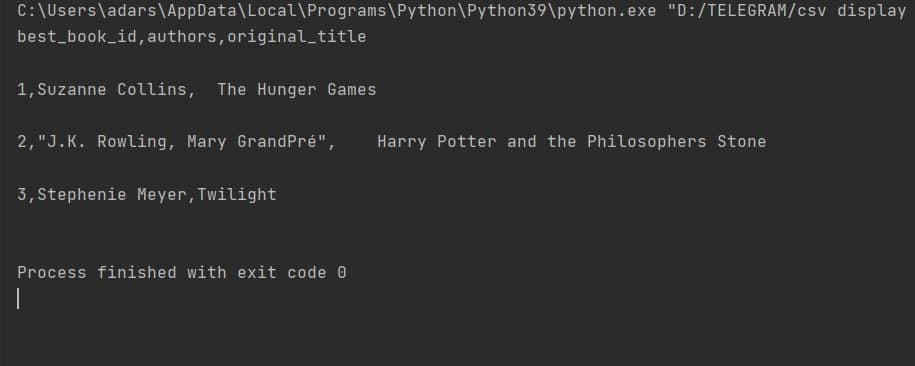 C:\Users\adars\AppData\Local\Programs\Python\Python39\python.exe "D:/TELEGRAM/csv display
best_book_id,authors,original_title
1,Suzanne Collins,  The Hunger Games
2,"J.K. Rowling, Mary GrandPré",    Harry Potter and the Philosophers Stone
3,Stephenie Meyer,Twilight
Process finished with exit code 0